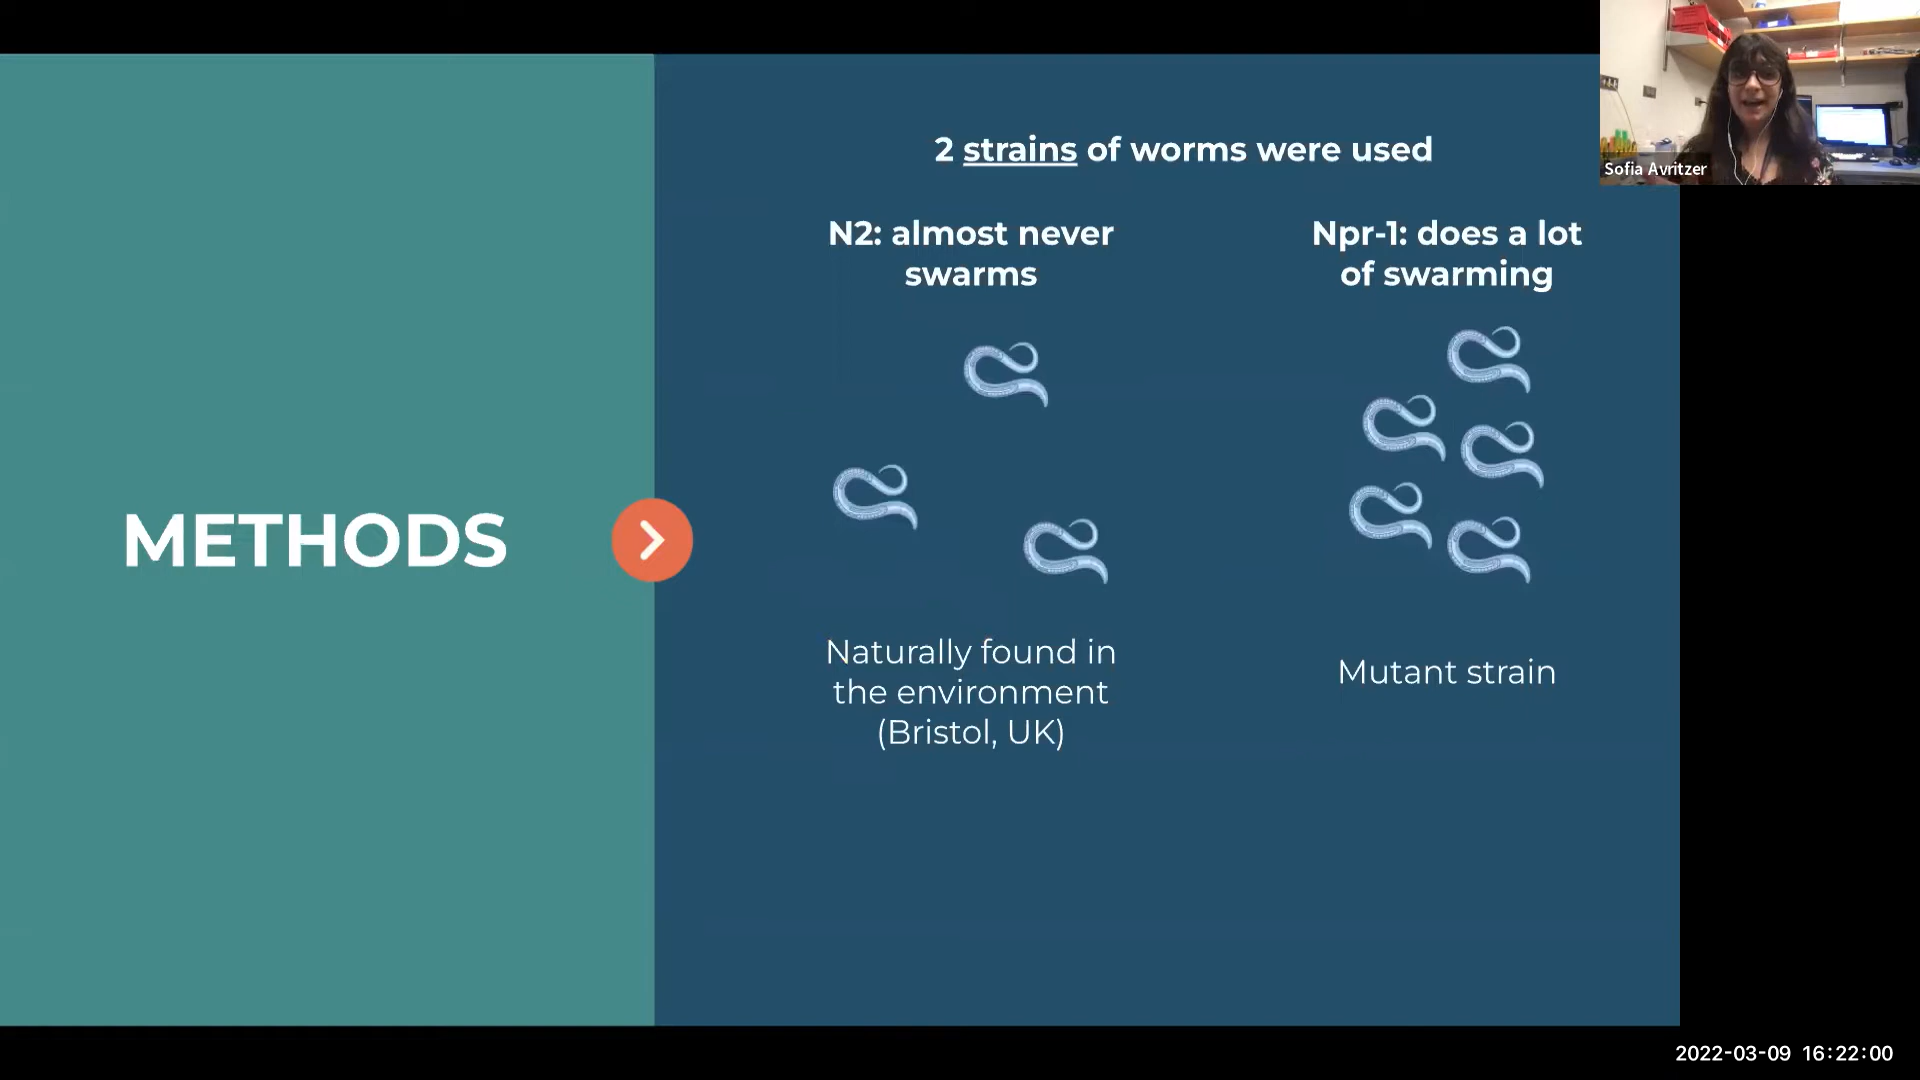 METHODS
2 strains of worms were used
N2: almost never
swarms
Npr-1: does a lot
of swarming
Naturally found in
the environment
(Bristol, UK)
Mutant strain
Sofia Avritzer
2022-03-09 16:22:00